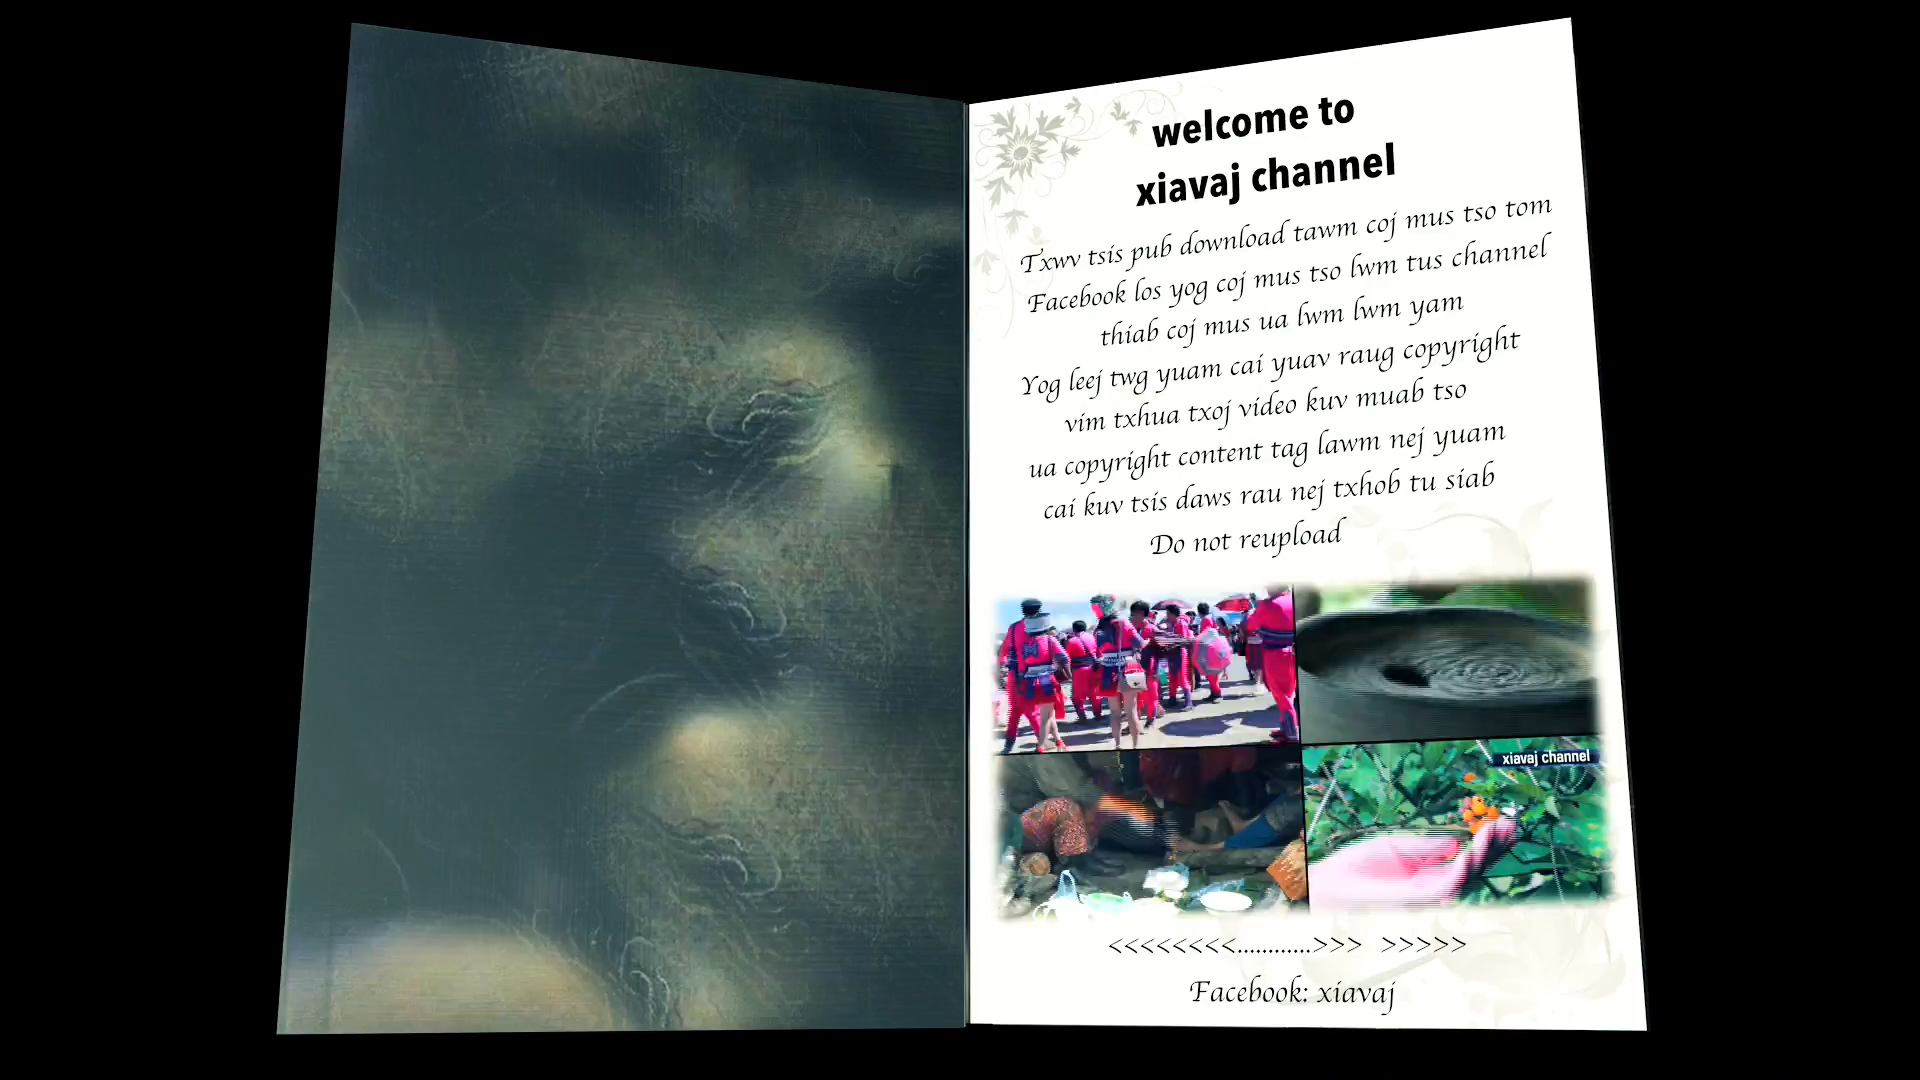 welcome to
xiavaj channel
Txwv tsis pub download tawm coj mus tso tom
Facebook los yog coj mus tso lwm tus channel
thiab coj mus ua lwm lwm yam
Yog leej twg yuam cai yuav raug copyright
vim txhua txoj video kuv muab tso
ua copyright content tag lawm nej yuam
cai kuv tsis daws rau nej txhob tu siab
Do not reupload
xiavaj channel
<<<<<<<<............>>> >>>>>
Facebook: xiavaj